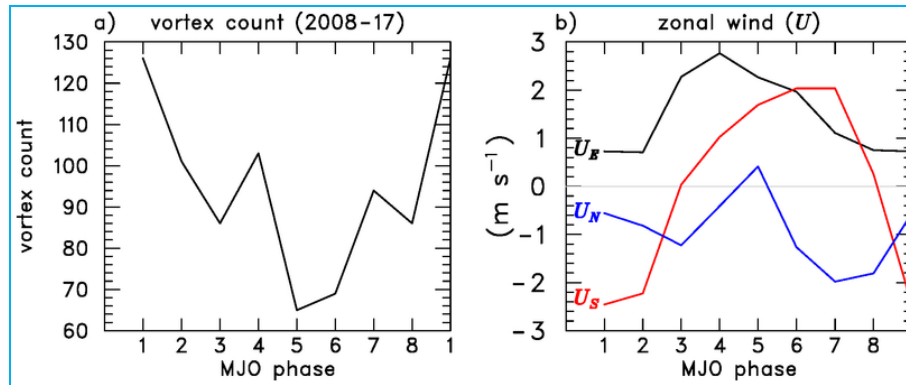 a) vortex count (2008-17)
130
120
110
100
90
80
70
60
vortex count
1 2 3 4 5 6 7 8 1
MJO phase
b) zonal wind (U)
3
2
1
0
-1
-2
-3
(m s⁻¹)
U_E
U_N
U_S
1 2 3 4 5 6 7 8
MJO phase